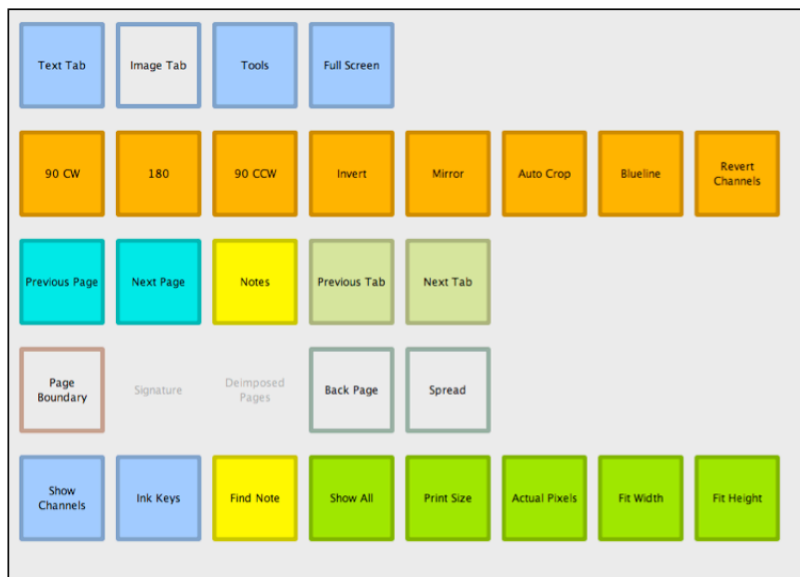 Text Tab
Image Tab
Tools
Full Screen
90 CW
180
90 CCW
Invert
Mirror
Auto Crop
Blueline
Revert
Channels
Previous Page
Next Page
Notes
Previous Tab
Next Tab
Page
Boundary
Signature
Deimposed
Pages
Back Page
Spread
Show
Channels
Ink Keys
Find Note
Show All
Print Size
Actual Pixels
Fit Width
Fit Height